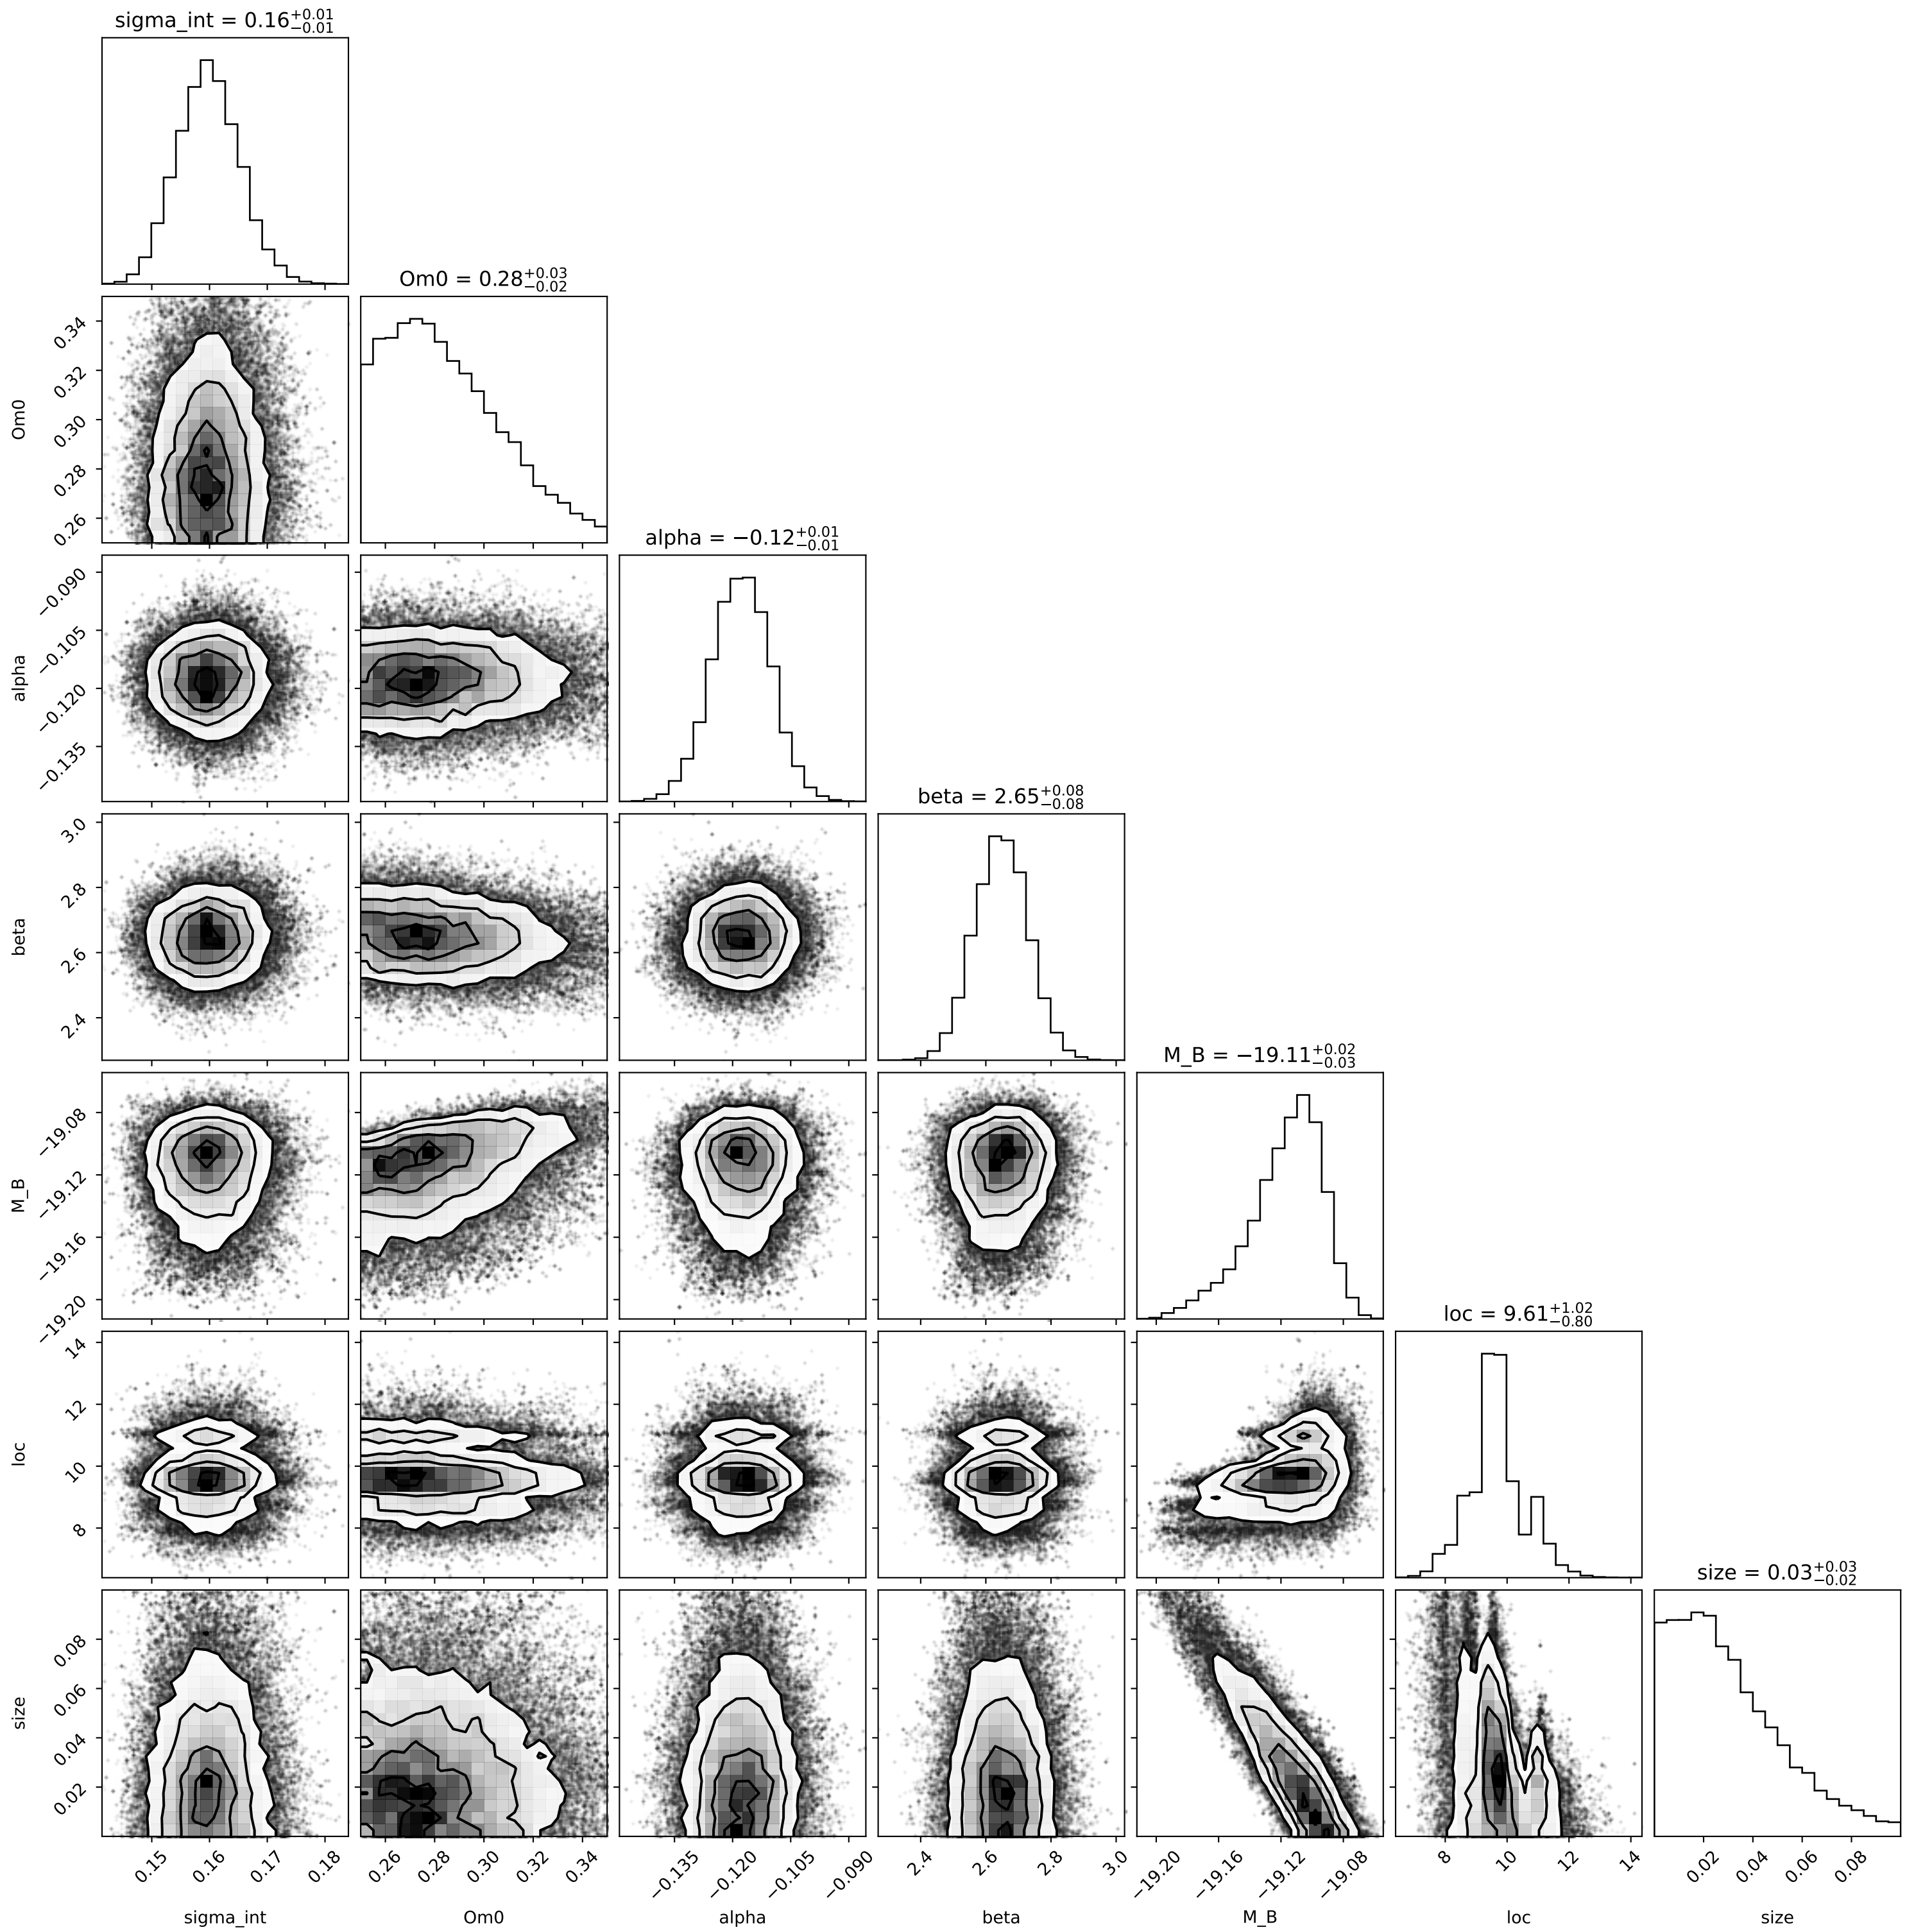 sigma_int = 0.16+0.01−0.01
Om0 = 0.28+0.03−0.02
0.34
0.32
0.30
0.28
0.26
Om0
alpha = −0.12+0.01−0.01
−0.090
−0.105
−0.120
−0.135
alpha
beta = 2.65+0.08−0.08
3.0
2.8
2.6
2.4
beta
M_B = −19.11+0.02−0.03
−19.08
−19.12
−19.16
−19.20
M_B
loc = 9.61+1.02−0.80
14
12
10
8
loc
size = 0.03+0.03−0.02
0.08
0.06
0.04
0.02
size
0.15 0.16 0.17 0.18 0.26 0.28 0.30 0.32 0.34 −0.135 −0.120 −0.105 −0.090 2.4 2.6 2.8 3.0 −19.20 −19.16 −19.12 −19.08 8 10 12 14 0.02 0.04 0.06 0.08
sigma_int Om0 alpha beta M_B loc size